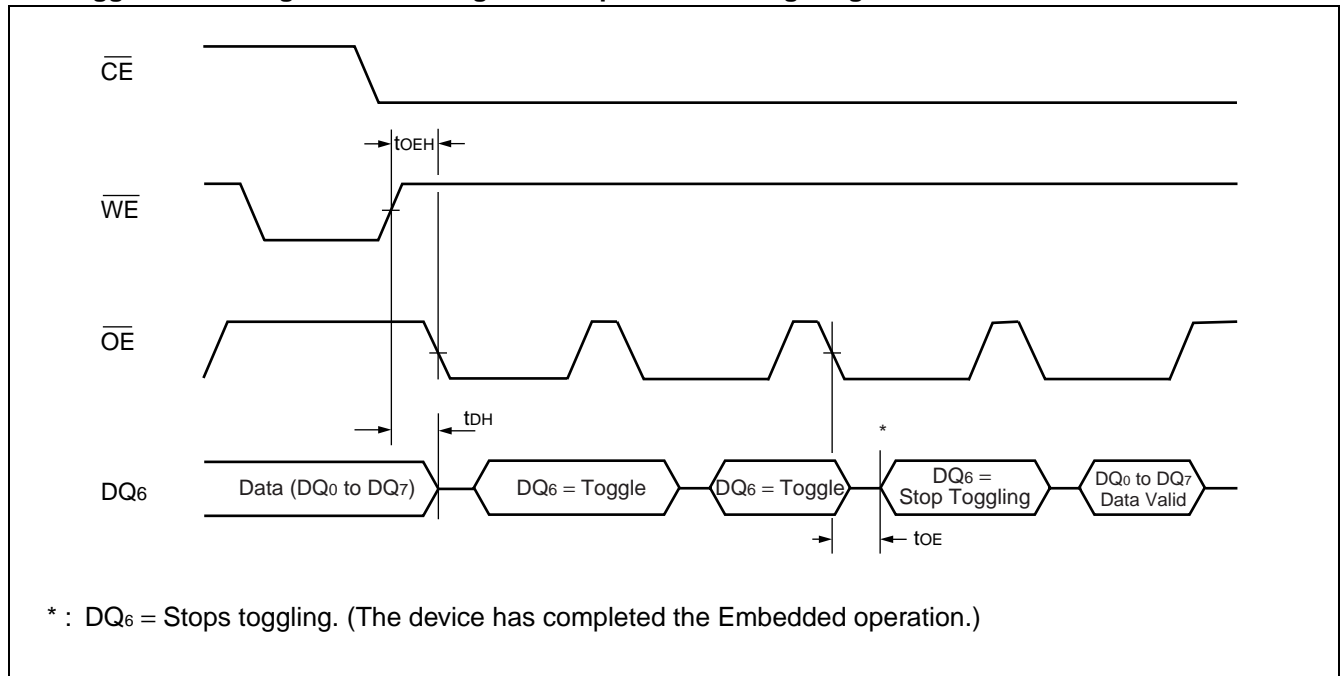 CE
tOEH
WE
OE
tDH
*
DQ6
Data (DQ0 to DQ7)
DQ6 = Toggle
DQ6 = Toggle
DQ6 =
Stop Toggling
DQ0 to DQ7
Data Valid
tOE
* : DQ6 = Stops toggling. (The device has completed the Embedded operation.)